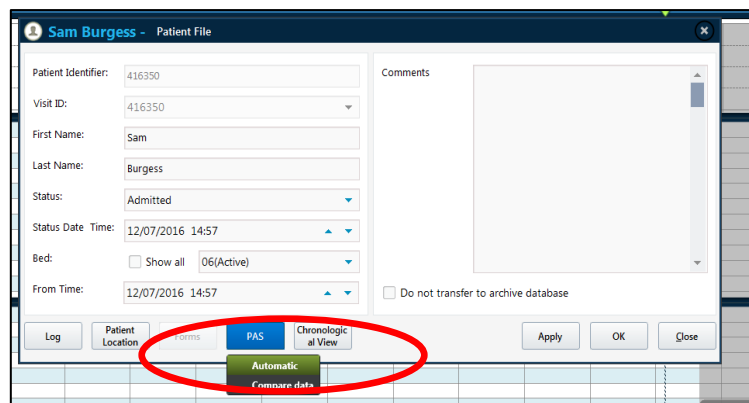 Sam Burgess - Patient File
Patient Identifier: 416350
Visit ID: 416350
First Name: Sam
Last Name: Burgess
Status: Admitted
Status Date Time: 12/07/2016 14:57
Bed: Show all 06(Active)
From Time: 12/07/2016 14:57
Comments
Do not transfer to archive database
Log
Patient
Location
Forms
PAS
Chronologic
al View
Apply
OK
Close
Automatic
Compare data